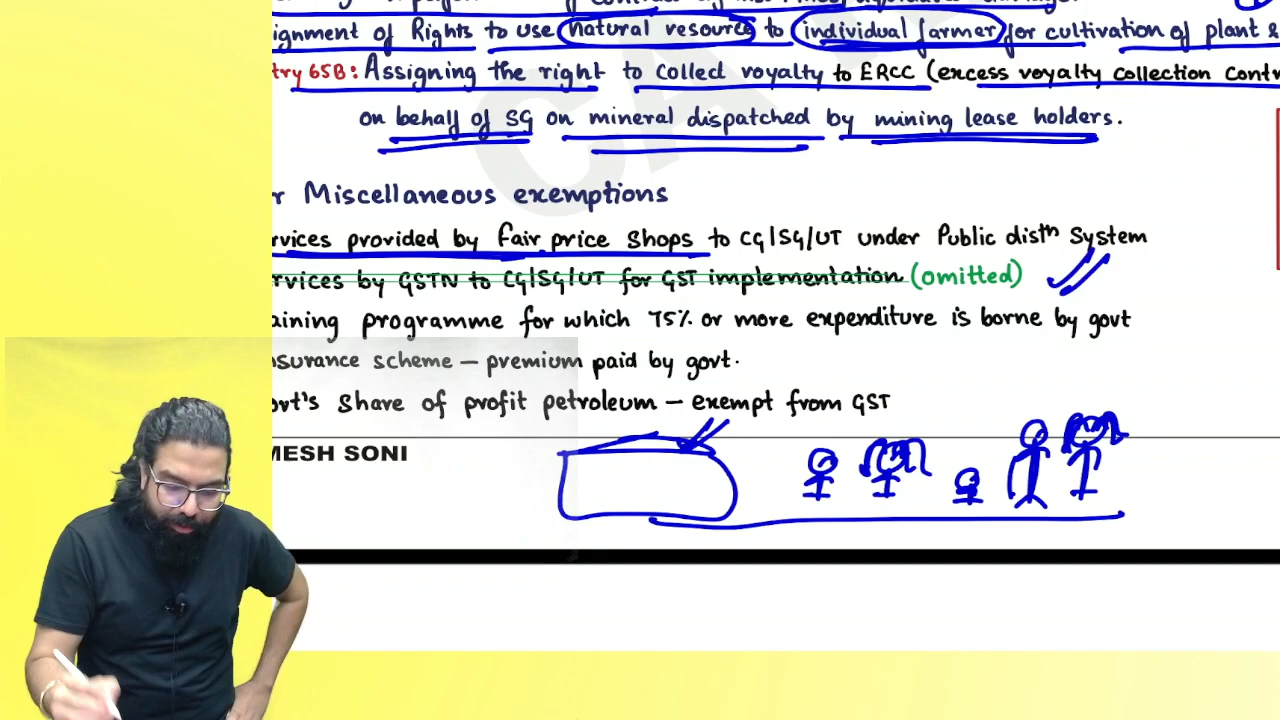 ignment of Rights to use natural resource to individual farmer for cultivation of plant &
try 65B: Assigning the right to collect royalty to ERCC (excess royalty collection Contr
on behalf of SG on mineral dispatched by mining lease holders.
r Miscellaneous exemptions
rvices provided by fair price shops to CG/SG/UT under Public distn System
rvices by GSTN to CG/SG/UT for GST implementation (omitted)
aining programme for which 75% or more expenditure is borne by govt
nsurance scheme – premium paid by govt.
ovt's share of profit petroleum – exempt from GST
MESH SONI